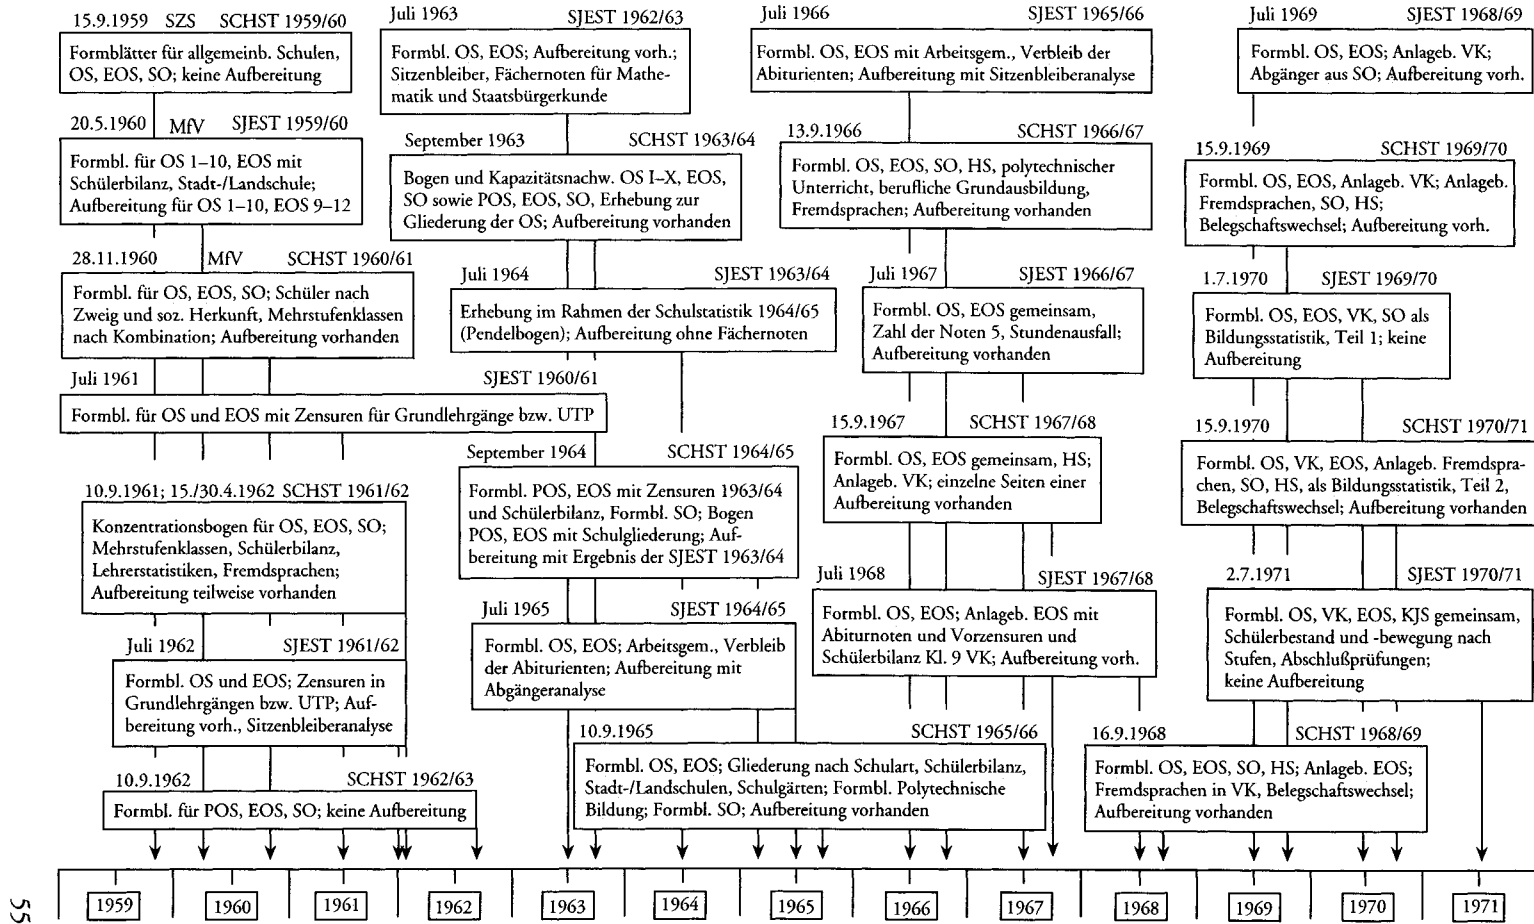 15.9.1959 SZS SCHST 1959/60
Formblätter für allgemeinb. Schulen,
OS, EOS, SO; keine Aufbereitung
20.5.1960 MfV SJEST 1959/60
Formbl. für OS 1–10, EOS mit
Schülerbilanz, Stadt-/Landschule;
Aufbereitung für OS 1–10, EOS 9–12
28.11.1960 MfV SCHST 1960/61
Formbl. für OS, EOS, SO; Schüler nach
Zweig und soz. Herkunft, Mehrstufenklassen
nach Kombination; Aufbereitung vorhanden
Juli 1961 SJEST 1960/61
Formbl. für OS und EOS mit Zensuren für Grundlehrgänge bzw. UTP
10.9.1961; 15./30.4.1962 SCHST 1961/62
Konzentrationsbogen für OS, EOS, SO;
Mehrstufenklassen, Schülerbilanz,
Lehrerstatistiken, Fremdsprachen;
Aufbereitung teilweise vorhanden
Juli 1962 SJEST 1961/62
Formbl. OS und EOS; Zensuren in
Grundlehrgängen bzw. UTP; Auf-
bereitung vorh., Sitzenbleiberanalyse
10.9.1962 SCHST 1962/63
Formbl. für POS, EOS, SO; keine Aufbereitung
Juli 1963 SJEST 1962/63
Formbl. OS, EOS; Aufbereitung vorh.;
Sitzenbleiber, Fächernoten für Mathe-
matik und Staatsbürgerkunde
September 1963 SCHST 1963/64
Bogen und Kapazitätsnachw. OS I–X, EOS,
SO sowie POS, EOS, SO, Erhebung zur
Gliederung der OS; Aufbereitung vorhanden
Juli 1964 SJEST 1963/64
Erhebung im Rahmen der Schulstatistik 1964/65
(Pendelbogen); Aufbereitung ohne Fächernoten
September 1964 SCHST 1964/65
Formbl. POS, EOS mit Zensuren 1963/64
und Schülerbilanz, Formbl. SO; Bogen
POS, EOS mit Schulgliederung; Auf-
bereitung mit Ergebnis der SJEST 1963/64
Juli 1965 SJEST 1964/65
Formbl. OS, EOS; Arbeitsgem., Verbleib
der Abiturienten; Aufbereitung mit
Abgängeranalyse
10.9.1965 SCHST 1965/66
Formbl. OS, EOS; Gliederung nach Schulart, Schülerbilanz,
Stadt-/Landschulen, Schulgärten; Formbl. Polytechnische
Bildung; Formbl. SO; Aufbereitung vorhanden
Juli 1966 SJEST 1965/66
Formbl. OS, EOS mit Arbeitsgem., Verbleib der
Abiturienten; Aufbereitung mit Sitzenbleiberanalyse
13.9.1966 SCHST 1966/67
Formbl. OS, EOS, SO, HS, polytechnischer
Unterricht, berufliche Grundausbildung,
Fremdsprachen; Aufbereitung vorhanden
Juli 1967 SJEST 1966/67
Formbl. OS, EOS gemeinsam,
Zahl der Noten 5, Stundenausfall;
Aufbereitung vorhanden
15.9.1967 SCHST 1967/68
Formbl. OS, EOS gemeinsam, HS;
Anlageb. VK; einzelne Seiten einer
Aufbereitung vorhanden
Juli 1968 SJEST 1967/68
Formbl. OS, EOS; Anlageb. EOS mit
Abiturnoten und Vorzensuren und
Schülerbilanz Kl. 9 VK; Aufbereitung vorh.
16.9.1968 SCHST 1968/69
Formbl. OS, EOS, SO, HS; Anlageb. EOS;
Fremdsprachen in VK, Belegschaftswechsel;
Aufbereitung vorhanden
Juli 1969 SJEST 1968/69
Formbl. OS, EOS; Anlageb. VK;
Abgänger aus SO; Aufbereitung vorh.
15.9.1969 SCHST 1969/70
Formbl. OS, EOS, Anlageb. VK; Anlageb.
Fremdsprachen, SO, HS;
Belegschaftswechsel; Aufbereitung vorh.
1.7.1970 SJEST 1969/70
Formbl. OS, EOS, VK, SO als
Bildungsstatistik, Teil 1; keine
Aufbereitung
15.9.1970 SCHST 1970/71
Formbl. OS, VK, EOS, Anlageb. Fremdspra-
chen, SO, HS, als Bildungsstatistik, Teil 2,
Belegschaftswechsel; Aufbereitung vorhanden
2.7.1971 SJEST 1970/71
Formbl. OS, VK, EOS, KJS gemeinsam,
Schülerbestand und -bewegung nach
Stufen, Abschlußprüfungen;
keine Aufbereitung
1959 1960 1961 1962 1963 1964 1965 1966 1967 1968 1969 1970 1971
55